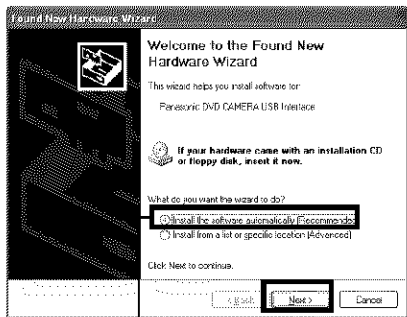 Found New Hardware Wizard
Welcome to the Found New
Hardware Wizard
This wizard helps you install software for:
Panasonic DVD CAMERA USB Interface
If your hardware came with an installation CD
or floppy disk, insert it now.
What do you want the wizard to do?
Install the software automatically (Recommended)
Install from a list or specific location (Advanced)
Click Next to continue.
< Back Next > Cancel